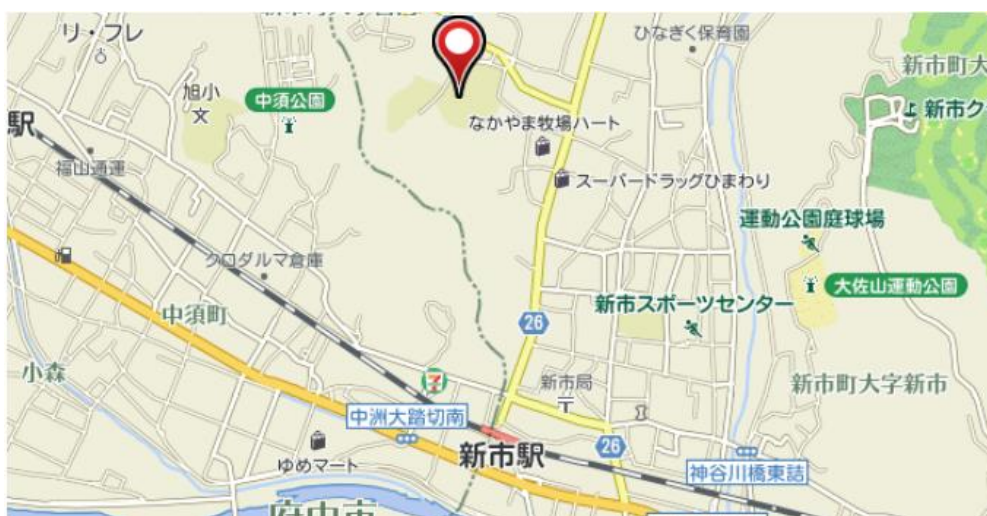 リ・フレ
ひなぎく保育園
新市町大
旭小
中須公園
新市ク
駅
なかやま牧場ハート
福山通運
スーパードラッグひまわり
運動公園庭球場
クロダルマ倉庫
大佐山運動公園
新市スポーツセンター
中須町
26
小森
新市局
新市町大字新市
7
中洲大踏切南
26
新市駅
ゆめマート
神谷川橋東詰
府中市